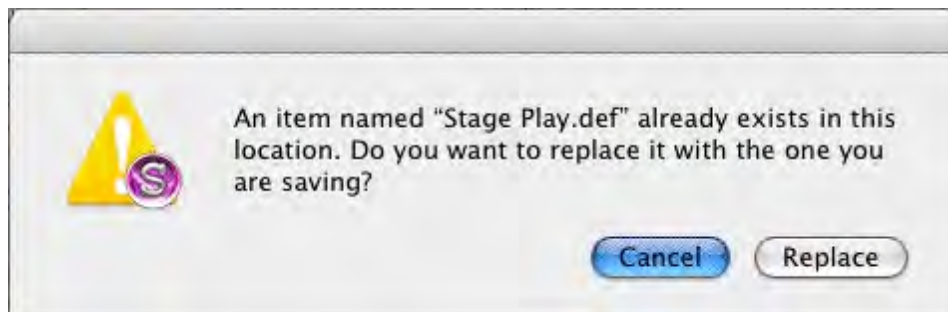 An item named “Stage Play.def” already exists in this
location. Do you want to replace it with the one you
are saving?
Cancel Replace
S